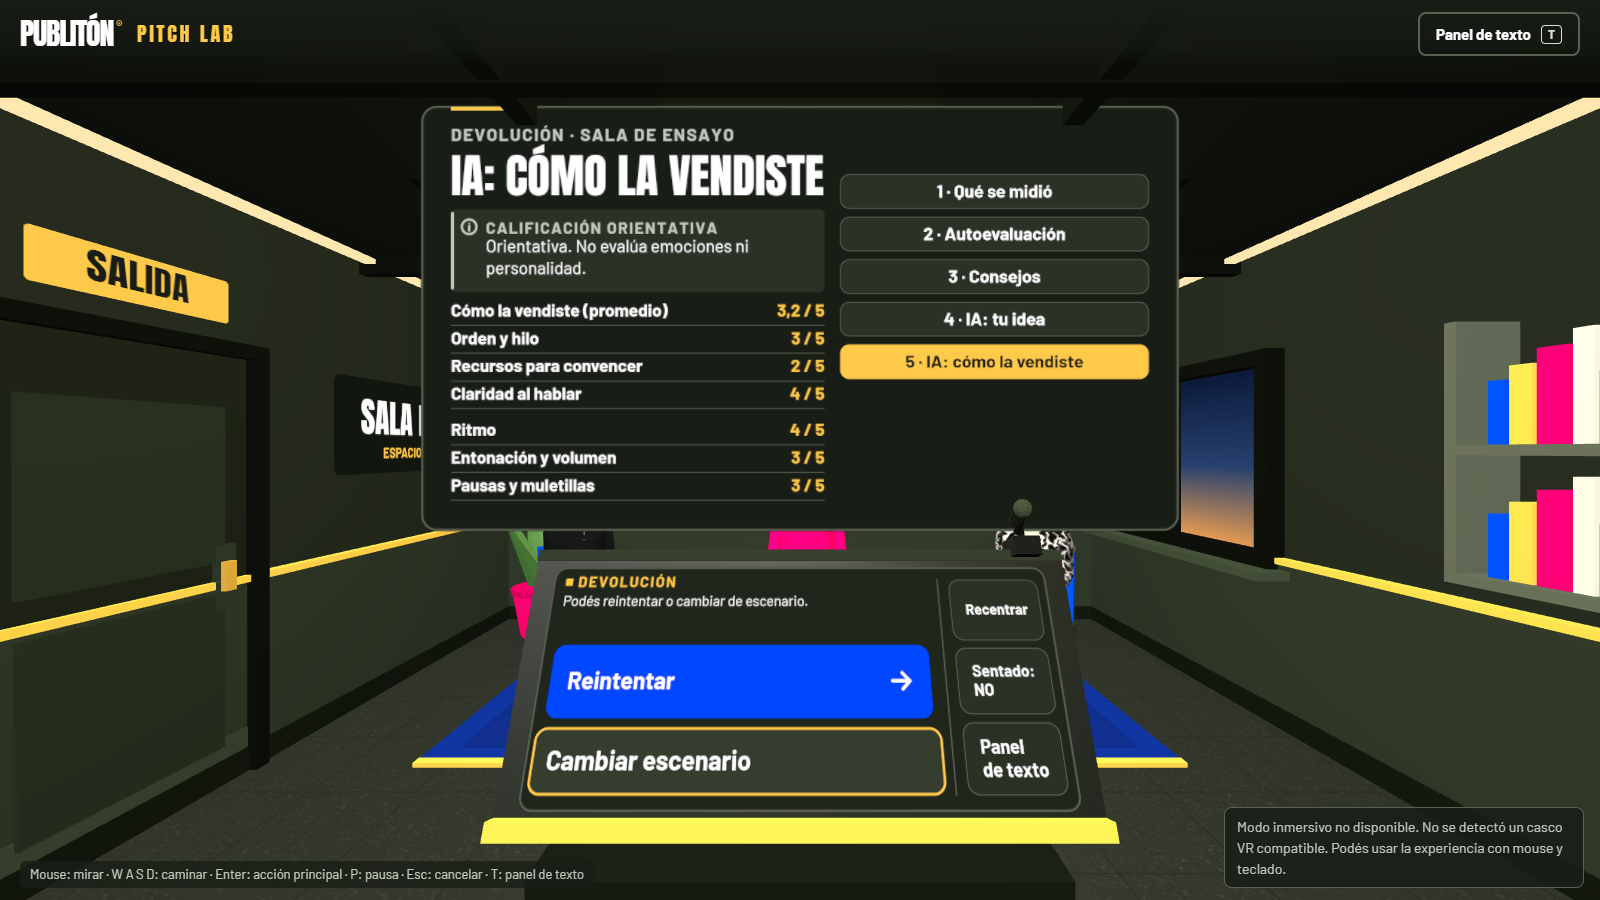 PUBLITÓN PITCH LAB
Panel de texto T
SALIDA
SALA
ESPACIO
DEVOLUCIÓN · SALA DE ENSAYO
IA: CÓMO LA VENDISTE
CALIFICACIÓN ORIENTATIVA
Orientativa. No evalúa emociones ni
personalidad.
Cómo la vendiste (promedio) 3,2 / 5
Orden y hilo 3 / 5
Recursos para convencer 2 / 5
Claridad al hablar 4 / 5
Ritmo 4 / 5
Entonación y volumen 3 / 5
Pausas y muletillas 3 / 5
1 · Qué se midió
2 · Autoevaluación
3 · Consejos
4 · IA: tu idea
5 · IA: cómo la vendiste
DEVOLUCIÓN
Podés reintentar o cambiar de escenario.
Reintentar →
Cambiar escenario
Recentrar
Sentado:
NO
Panel
de texto
Mouse: mirar · W A S D: caminar · Enter: acción principal · P: pausa · Esc: cancelar · T: panel de texto
Modo inmersivo no disponible. No se detectó un casco
VR compatible. Podés usar la experiencia con mouse y
teclado.